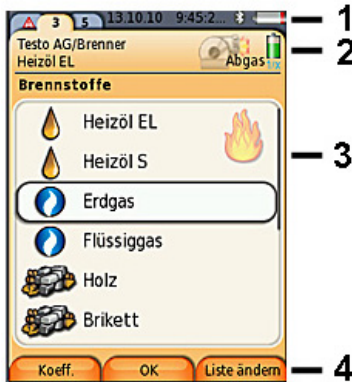 3 5 13.10.10 9:45:2... 1
Testo AG/Brenner 2
Heizöl EL Abgas 1/x
Brennstoffe
Heizöl EL
Heizöl S 3
Erdgas
Flüssiggas
Holz
Brikett
Koeff. OK Liste ändern 4